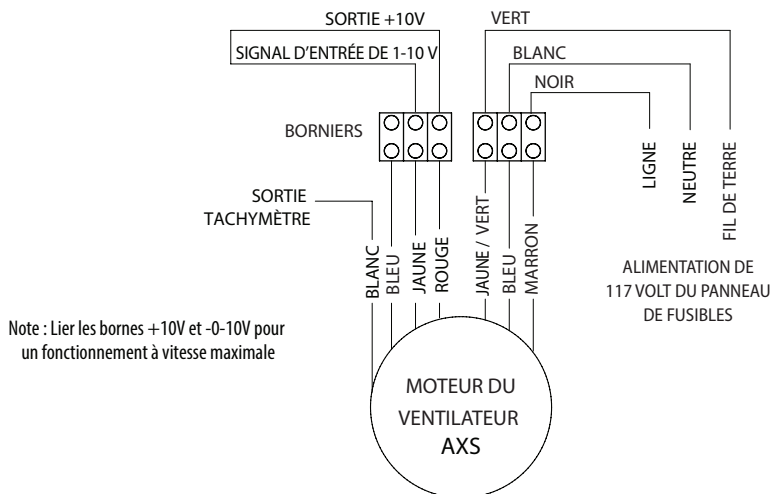 SORTIE +10V
SIGNAL D'ENTRÉE DE 1-10 V
VERT
BLANC
NOIR
BORNIERS
LIGNE
NEUTRE
FIL DE TERRE
SORTIE
TACHYMÈTRE
BLANC
BLEU
JAUNE
ROUGE
JAUNE / VERT
BLEU
MARRON
ALIMENTATION DE
117 VOLT DU PANNEAU
DE FUSIBLES
Note : Lier les bornes +10V et -0-10V pour
un fonctionnement à vitesse maximale
MOTEUR DU
VENTILATEUR
AXS